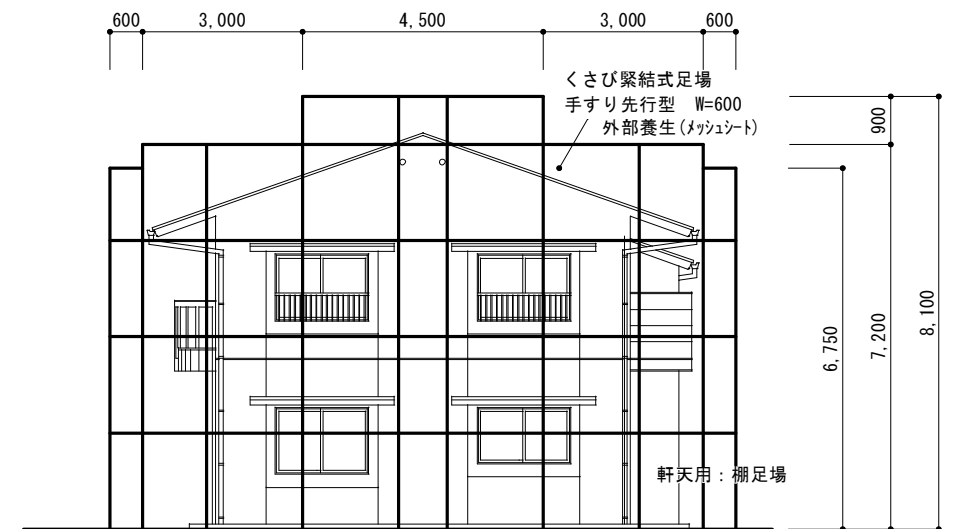 600
3,000
4,500
3,000
600
くさび緊結式足場
手すり先行型 W=600
外部養生(メッシュシート)
900
6,750
7,200
8,100
軒天用：棚足場